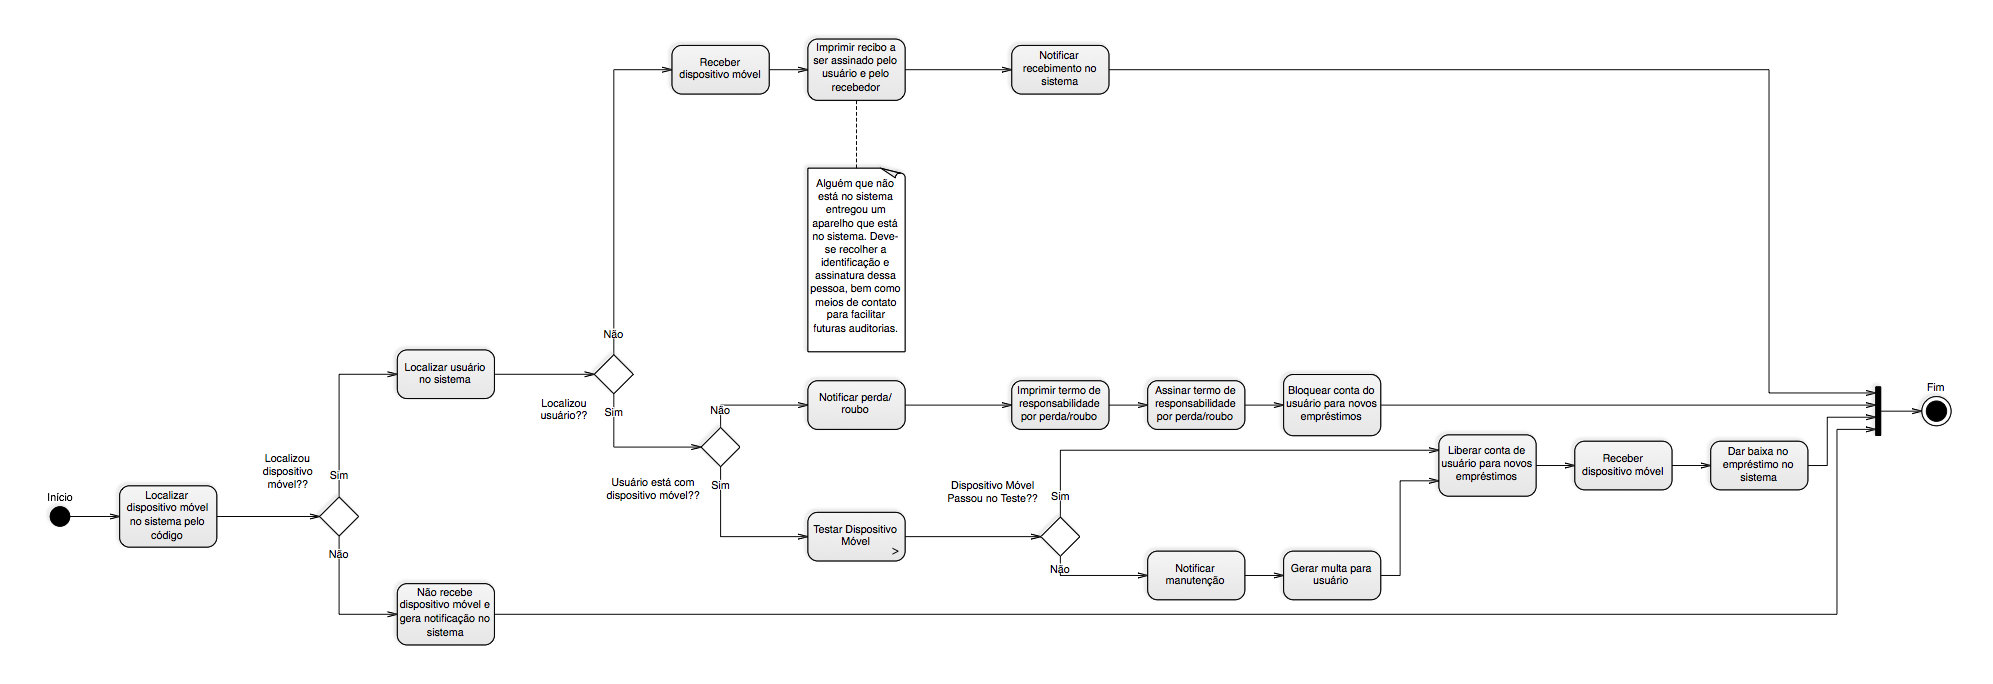 Início
Localizar
dispositivo móvel
no sistema pelo
código
Localizou
dispositivo
móvel??
Sim
Não
Localizar usuário
no sistema
Não recebe
dispositivo móvel e
gera notificação no
sistema
Localizou
usuário??
Não
Sim
Receber
dispositivo móvel
Imprimir recibo a
ser assinado pelo
usuário e pelo
recebedor
Alguém que não
está no sistema
entregou um
aparelho que está
no sistema. Deve-
se recolher a
identificação e
assinatura dessa
pessoa, bem como
meios de contato
para facilitar
futuras auditorias.
Notificar
recebimento no
sistema
Usuário está com
dispositivo móvel??
Não
Sim
Notificar perda/
roubo
Imprimir termo de
responsabilidade
por perda/roubo
Assinar termo de
responsabilidade
por perda/roubo
Bloquear conta do
usuário para novos
empréstimos
Testar Dispositivo
Móvel
>
Dispositivo Móvel
Passou no Teste??
Sim
Não
Notificar
manutenção
Gerar multa para
usuário
Liberar conta de
usuário para novos
empréstimos
Receber
dispositivo móvel
Dar baixa no
empréstimo no
sistema
Fim